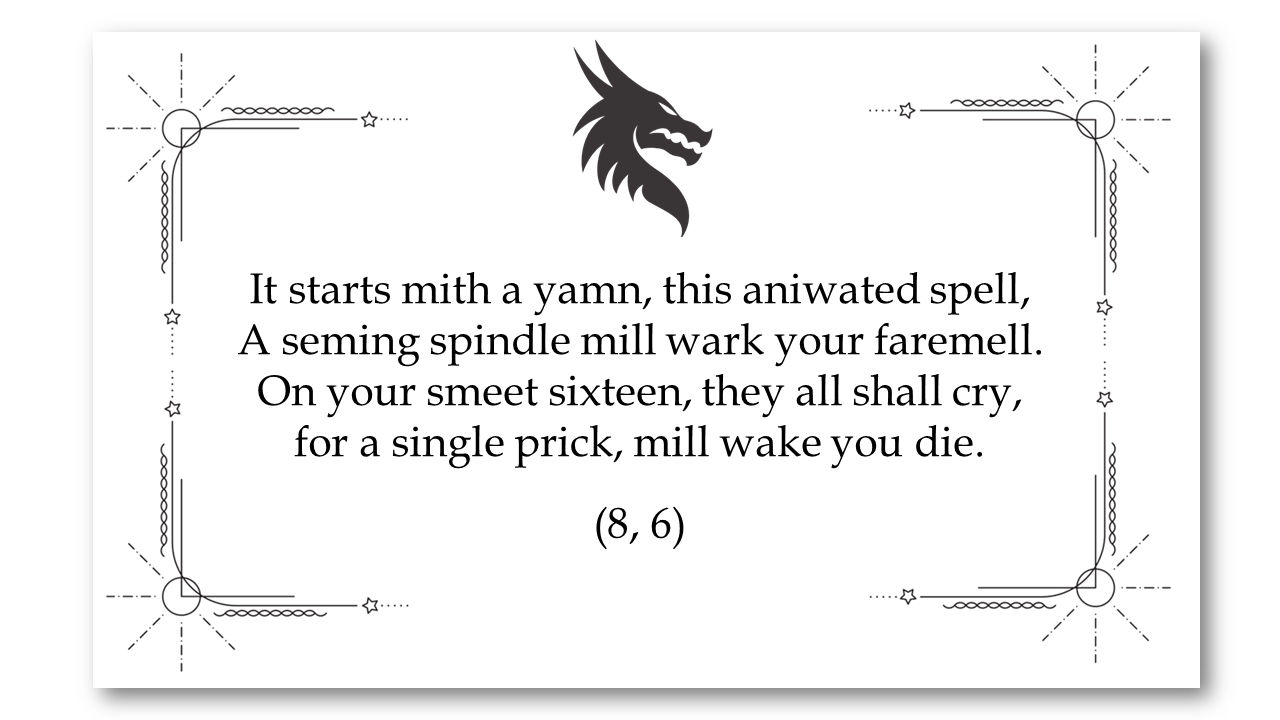 It starts mith a yamn, this aniwated spell,
A seming spindle mill wark your faremell.
On your smeet sixteen, they all shall cry,
for a single prick, mill wake you die.
(8, 6)